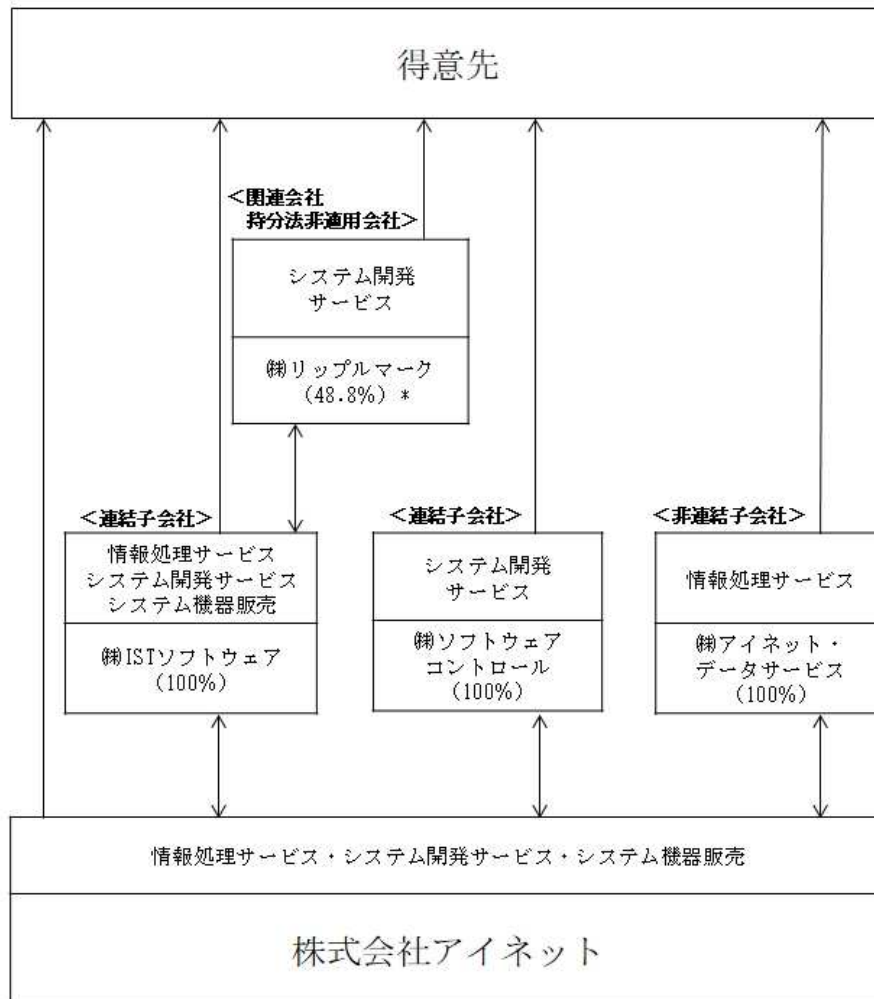 得意先
＜関連会社
持分法非適用会社＞
システム開発
サービス
㈱リップルマーク
(48.8%) *
＜連結子会社＞
情報処理サービス
システム開発サービス
システム機器販売
㈱ISTソフトウェア
(100%)
＜連結子会社＞
システム開発
サービス
㈱ソフトウェア
コントロール
(100%)
＜非連結子会社＞
情報処理サービス
㈱アイネット・
データサービス
(100%)
情報処理サービス・システム開発サービス・システム機器販売
株式会社アイネット